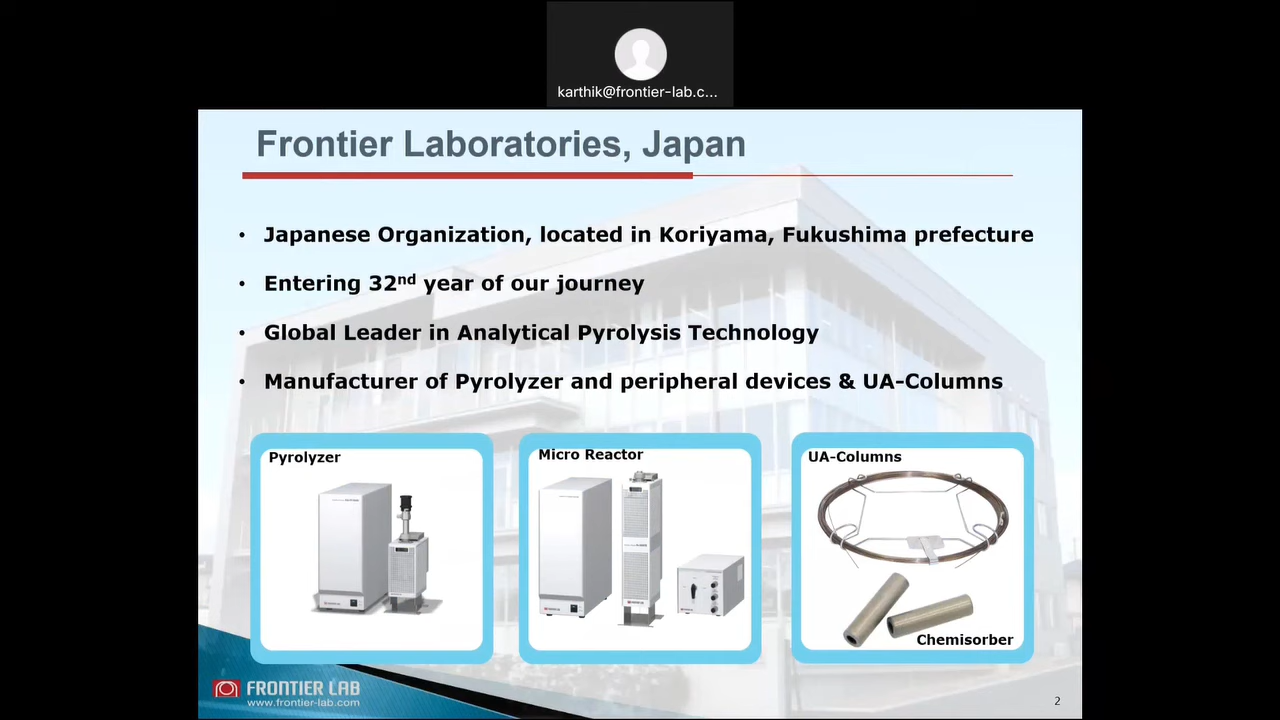 karthik@frontier-lab.c...
Frontier Laboratories, Japan
• Japanese Organization, located in Koriyama, Fukushima prefecture
• Entering 32nd year of our journey
• Global Leader in Analytical Pyrolysis Technology
• Manufacturer of Pyrolyzer and peripheral devices & UA-Columns
Pyrolyzer
Micro Reactor
UA-Columns
Chemisorber
FRONTIER LAB
www.frontier-lab.com
2